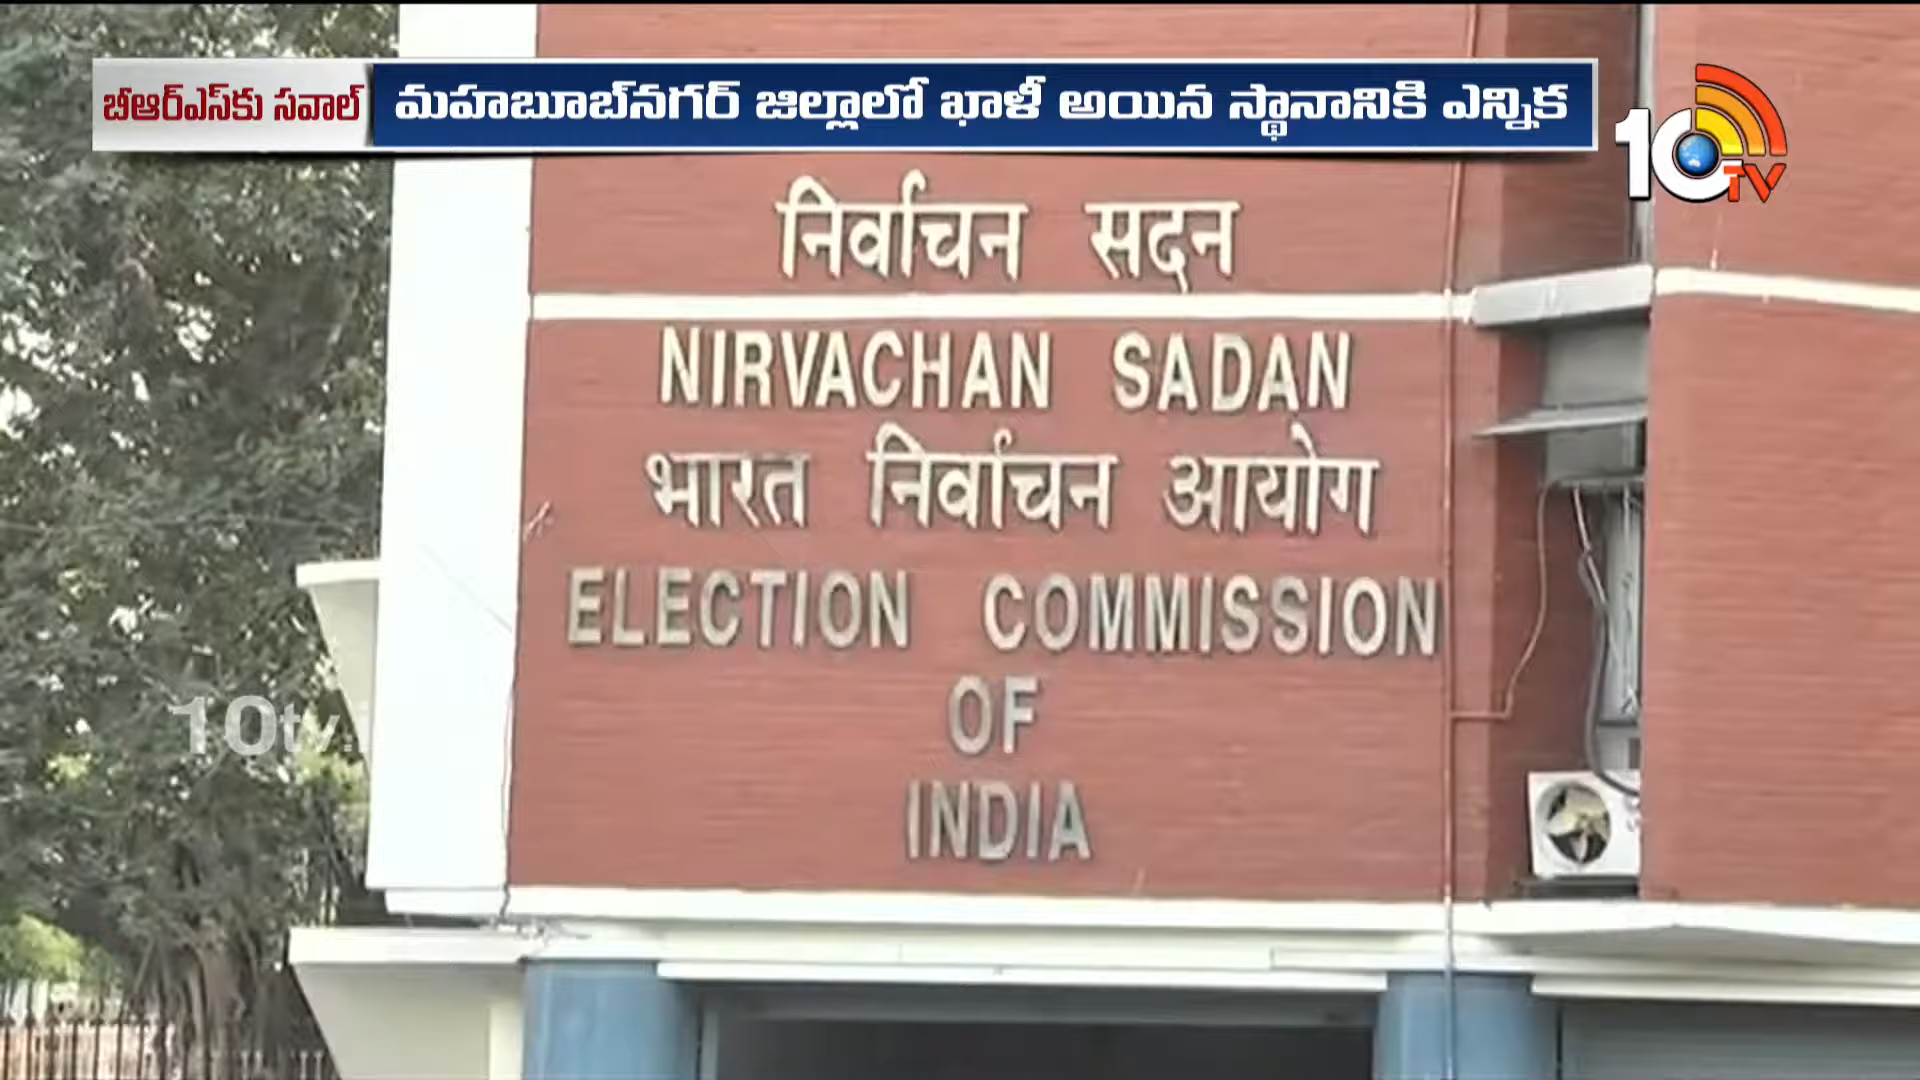 బీఆర్ఎస్‌కు సవాల్ మహబూబ్‌నగర్ జిల్లాలో ఖాళీ అయిన స్థానానికి ఎన్నిక
10TV
निर्वाचन सदन
NIRVACHAN SADAN
भारत निर्वाचन आयोग
ELECTION COMMISSION
OF
INDIA
10tv.